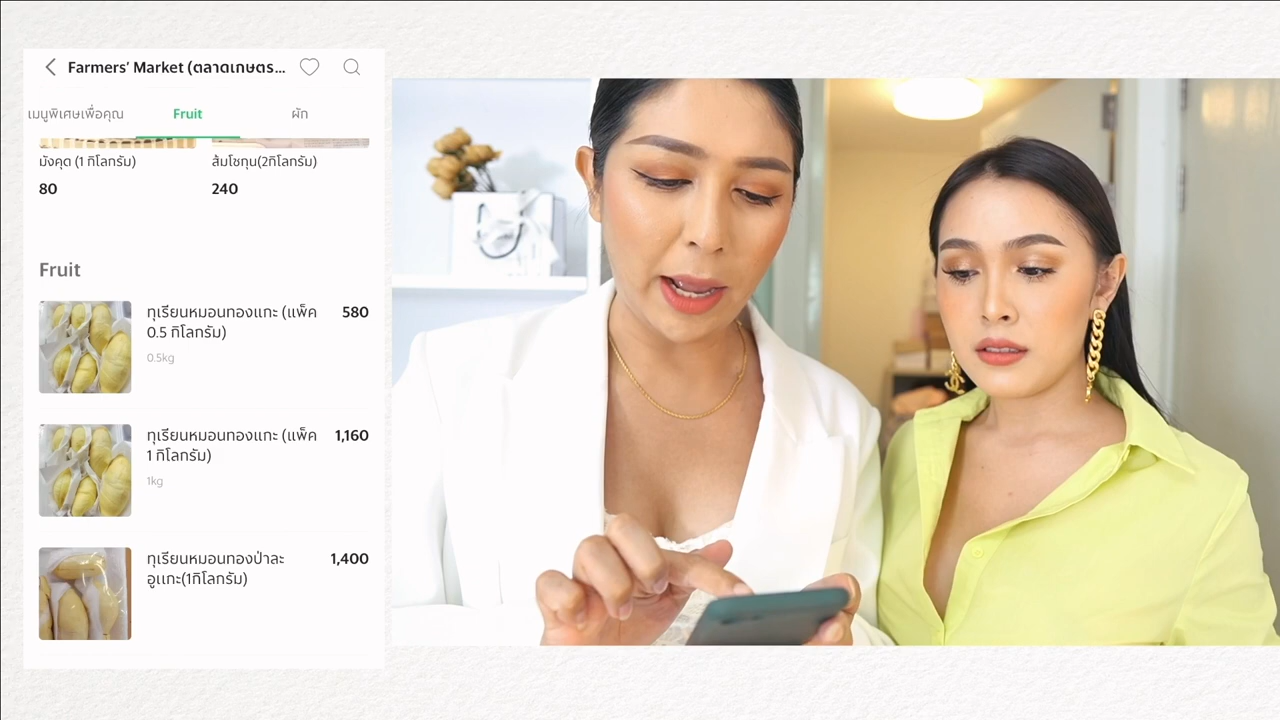 Farmers’ Market (ตลาดเกษตร...
เมนูพิเศษเพื่อคุณ
Fruit
ผัก
มังคุด (1 กิโลกรัม)
ส้มโชกุน(2กิโลกรัม)
80
240
Fruit
ทุเรียนหมอนทองแกะ (แพ็ค
580
0.5 กิโลกรัม)
0.5kg
ทุเรียนหมอนทองแกะ (แพ็ค
1,160
1 กิโลกรัม)
1kg
ทุเรียนหมอนทองป่าละ
1,400
อูแกะ(1กิโลกรัม)